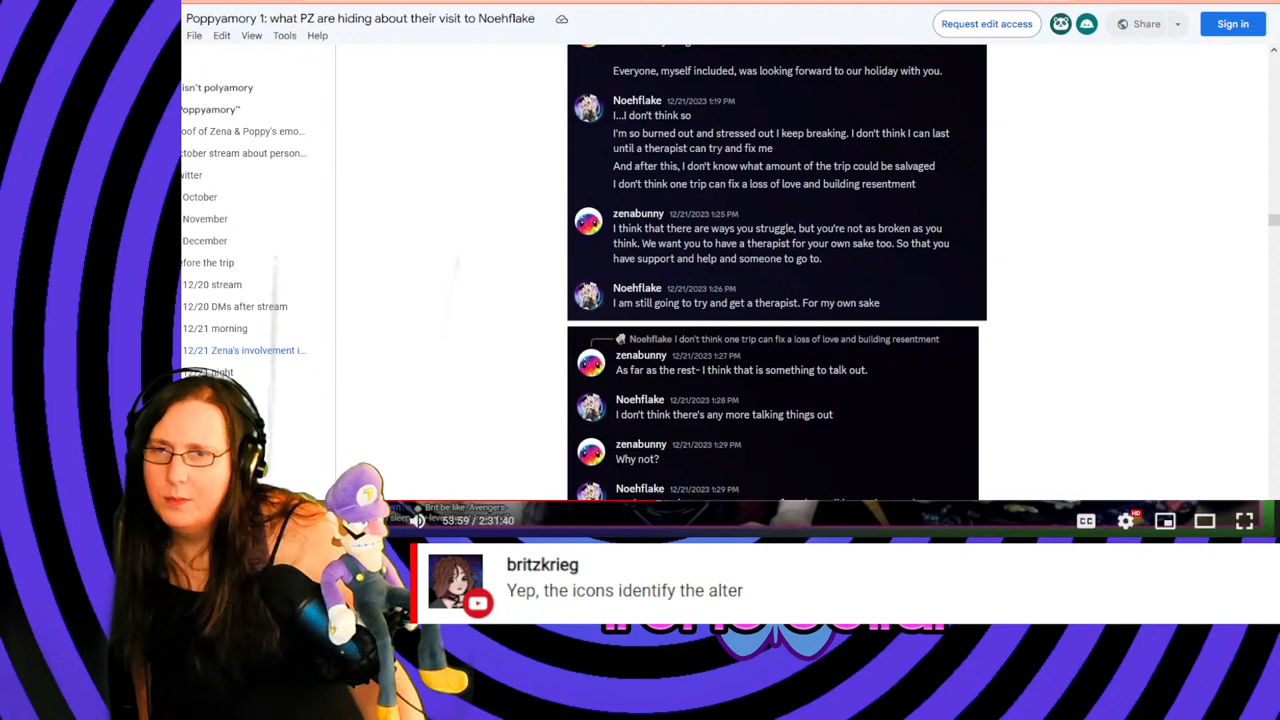 Poppyamory 1: what PZ are hiding about their visit to Noehflake
Request edit access
Share
Sign in
File Edit View Tools Help
isn't polyamory
Poppyamory™
oof of Zena & Poppy's emo...
ctober stream about person...
witter
October
November
December
efore the trip
12/20 stream
12/20 DMs after stream
12/21 morning
12/21 Zena's involvement i...
night
Everyone, myself included, was looking forward to our holiday with you.
Noehflake 12/21/2023 1:19 PM
I...I don't think so
I'm so burned out and stressed out I keep breaking. I don't think I can last
until a therapist can try and fix me
And after this, I don't know what amount of the trip could be salvaged
I don't think one trip can fix a loss of love and building resentment
zenabunny 12/21/2023 1:25 PM
I think that there are ways you struggle, but you're not as broken as you
think. We want you to have a therapist for your own sake too. So that you
have support and help and someone to go to.
Noehflake 12/21/2023 1:26 PM
I am still going to try and get a therapist. For my own sake
Noehflake I don't think one trip can fix a loss of love and building resentment
zenabunny 12/21/2023 1:27 PM
As far as the rest- I think that is something to talk out.
Noehflake 12/21/2023 1:28 PM
I don't think there's any more talking things out
zenabunny 12/21/2023 1:29 PM
Why not?
Noehflake 12/21/2023 1:29 PM
Brit be like 'Avengers
53:59 / 2:31:40
CC
HD
britzkrieg
Yep, the icons identify the alter